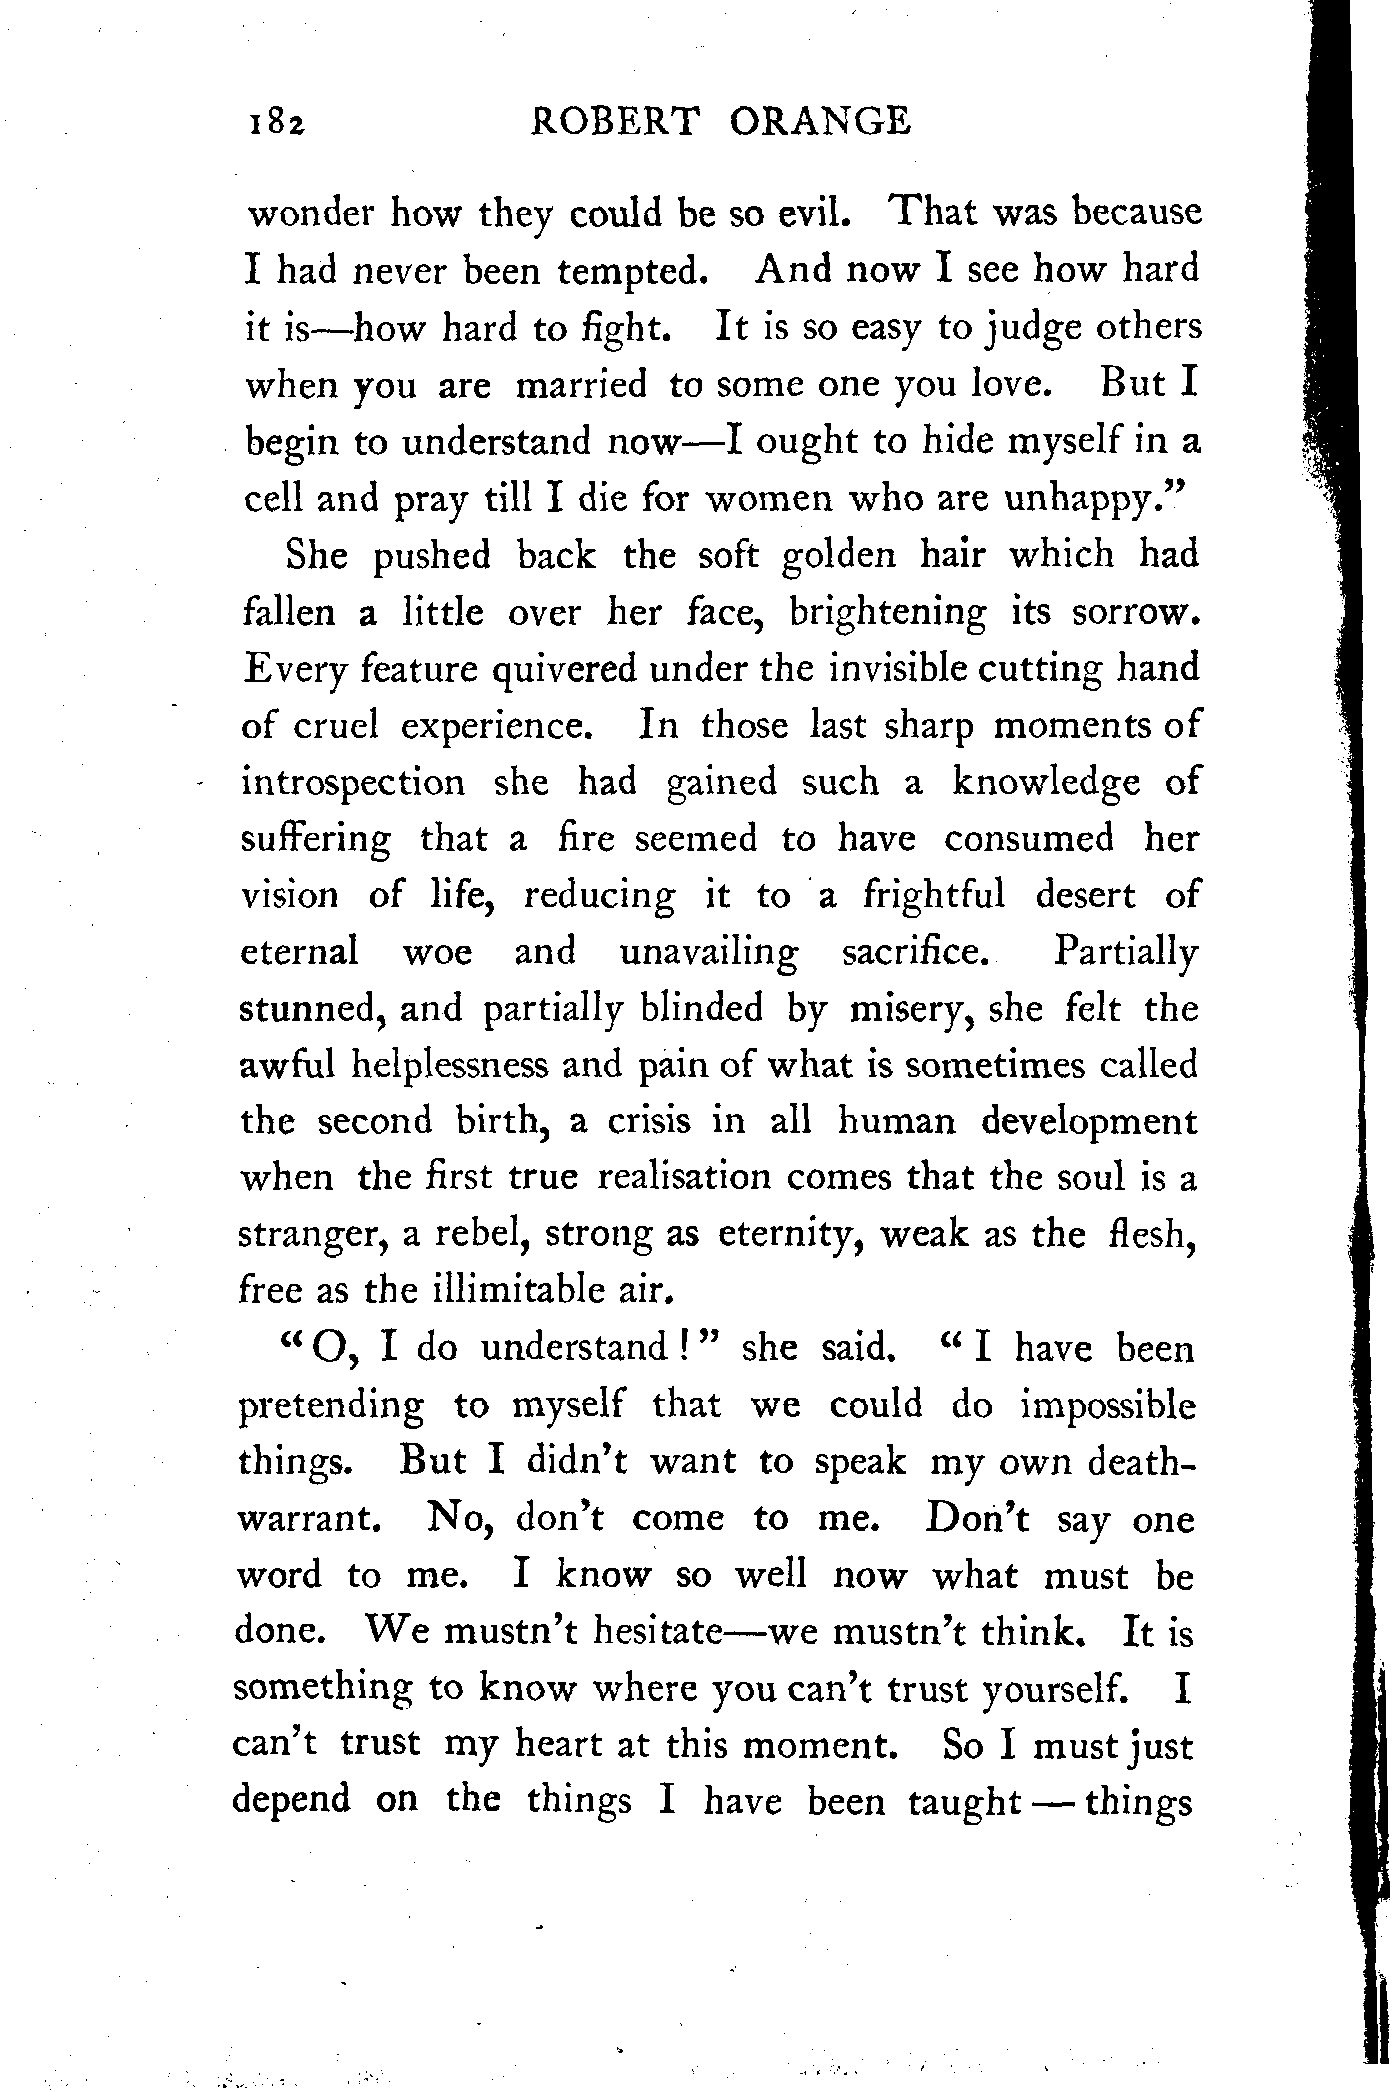 182 ROBERT ORANGE
wonder how they could be so evil. That was because
I had never been tempted. And now I see how hard
it is—how hard to fight. It is so easy to judge others
when you are married to some one you love. But I
begin to understand now—I ought to hide myself in a
cell and pray till I die for women who are unhappy.”
She pushed back the soft golden hair which had
fallen a little over her face, brightening its sorrow.
Every feature quivered under the invisible cutting hand
of cruel experience. In those last sharp moments of
introspection she had gained such a knowledge of
suffering that a fire seemed to have consumed her
vision of life, reducing it to a frightful desert of
eternal woe and unavailing sacrifice. Partially
stunned, and partially blinded by misery, she felt the
awful helplessness and pain of what is sometimes called
the second birth, a crisis in all human development
when the first true realisation comes that the soul is a
stranger, a rebel, strong as eternity, weak as the flesh,
free as the illimitable air.
“O, I do understand!” she said. “I have been
pretending to myself that we could do impossible
things. But I didn’t want to speak my own death-
warrant. No, don’t come to me. Don’t say one
word to me. I know so well now what must be
done. We mustn’t hesitate—we mustn’t think. It is
something to know where you can’t trust yourself. I
can’t trust my heart at this moment. So I must just
depend on the things I have been taught — things